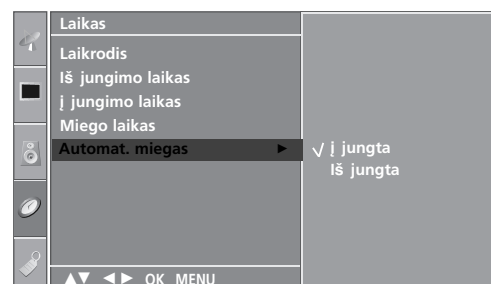 Laikas
Laikrodis
Iš jungimo laikas
į jungimo laikas
Miego laikas
Automat. miegas ►
√ į jungta
Iš jungta
▲▼ ◄► OK MENU